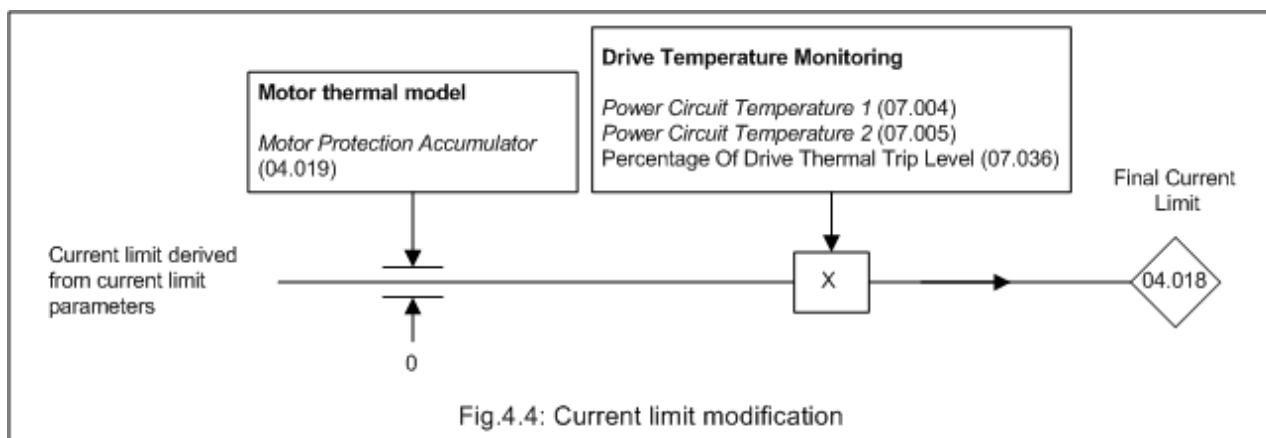 Motor thermal model
Motor Protection Accumulator
(04.019)
Drive Temperature Monitoring
Power Circuit Temperature 1 (07.004)
Power Circuit Temperature 2 (07.005)
Percentage Of Drive Thermal Trip Level (07.036)
Final Current
Limit
Current limit derived
from current limit
parameters
X
04.018
0
Fig.4.4: Current limit modification